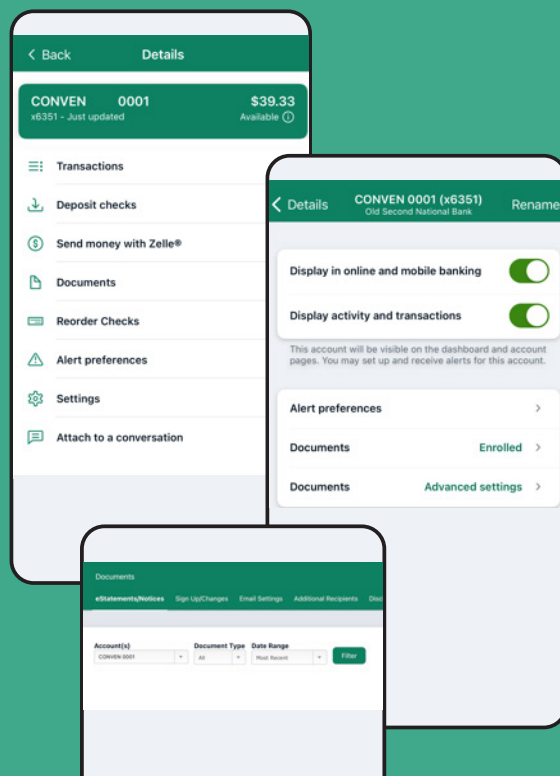 Back Details
CONVEN 0001 $39.33
x6351 - Just updated Available
Transactions
Deposit checks
Send money with Zelle®
Documents
Reorder Checks
Alert preferences
Settings
Attach to a conversation
Details CONVEN 0001 (x6351) Rename
Old Second National Bank
Display in online and mobile banking
Display activity and transactions
This account will be visible on the dashboard and account
pages. You may set up and receive alerts for this account.
Alert preferences
Documents Enrolled
Documents Advanced settings
Documents
eStatements/Notices Sign Up/Changes Email Settings Additional Recipients Disc
Account(s) Document Type Date Range
CONVEN 0001 All Most Recent Filter